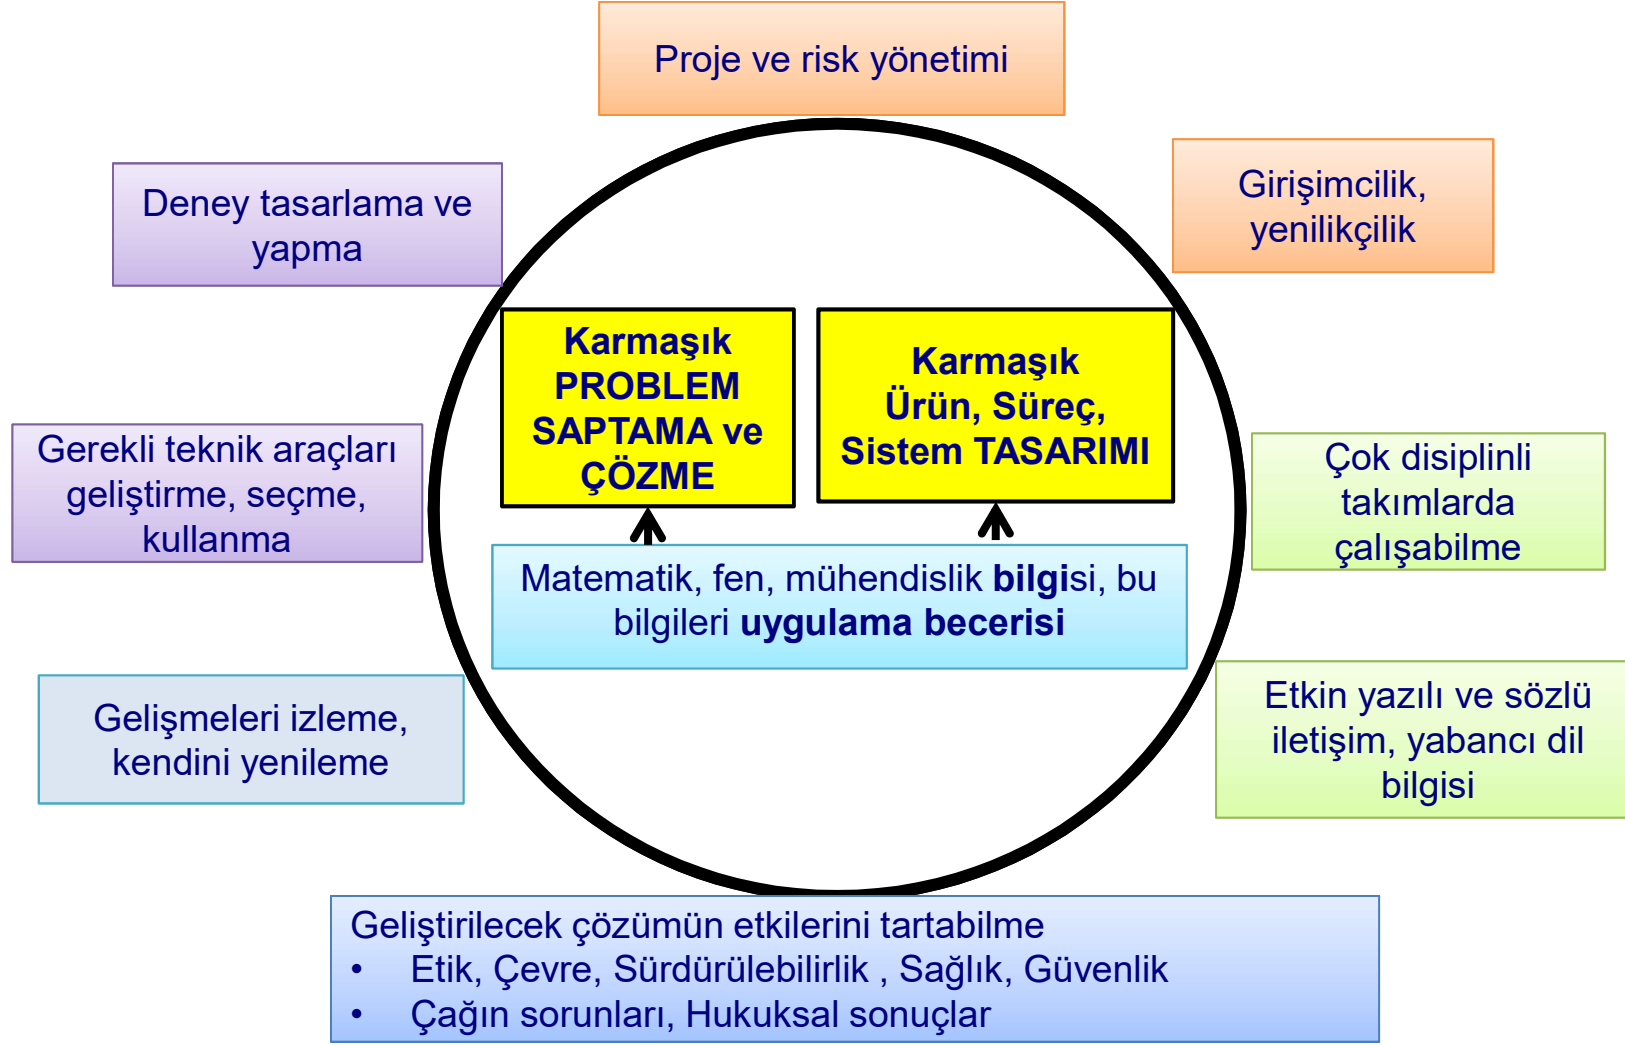 Proje ve risk yönetimi
Girişimcilik,
yenilikçilik
Deney tasarlama ve
yapma
Karmaşık
PROBLEM
SAPTAMA ve
ÇÖZME
Karmaşık
Ürün, Süreç,
Sistem TASARIMI
Gerekli teknik araçları
geliştirme, seçme,
kullanma
Çok disiplinli
takımlarda
çalışabilme
Matematik, fen, mühendislik bilgisi, bu
bilgileri uygulama becerisi
Gelişmeleri izleme,
kendini yenileme
Etkin yazılı ve sözlü
iletişim, yabancı dil
bilgisi
Geliştirilecek çözümün etkilerini tartabilme
• Etik, Çevre, Sürdürülebilirlik , Sağlık, Güvenlik
• Çağın sorunları, Hukuksal sonuçlar